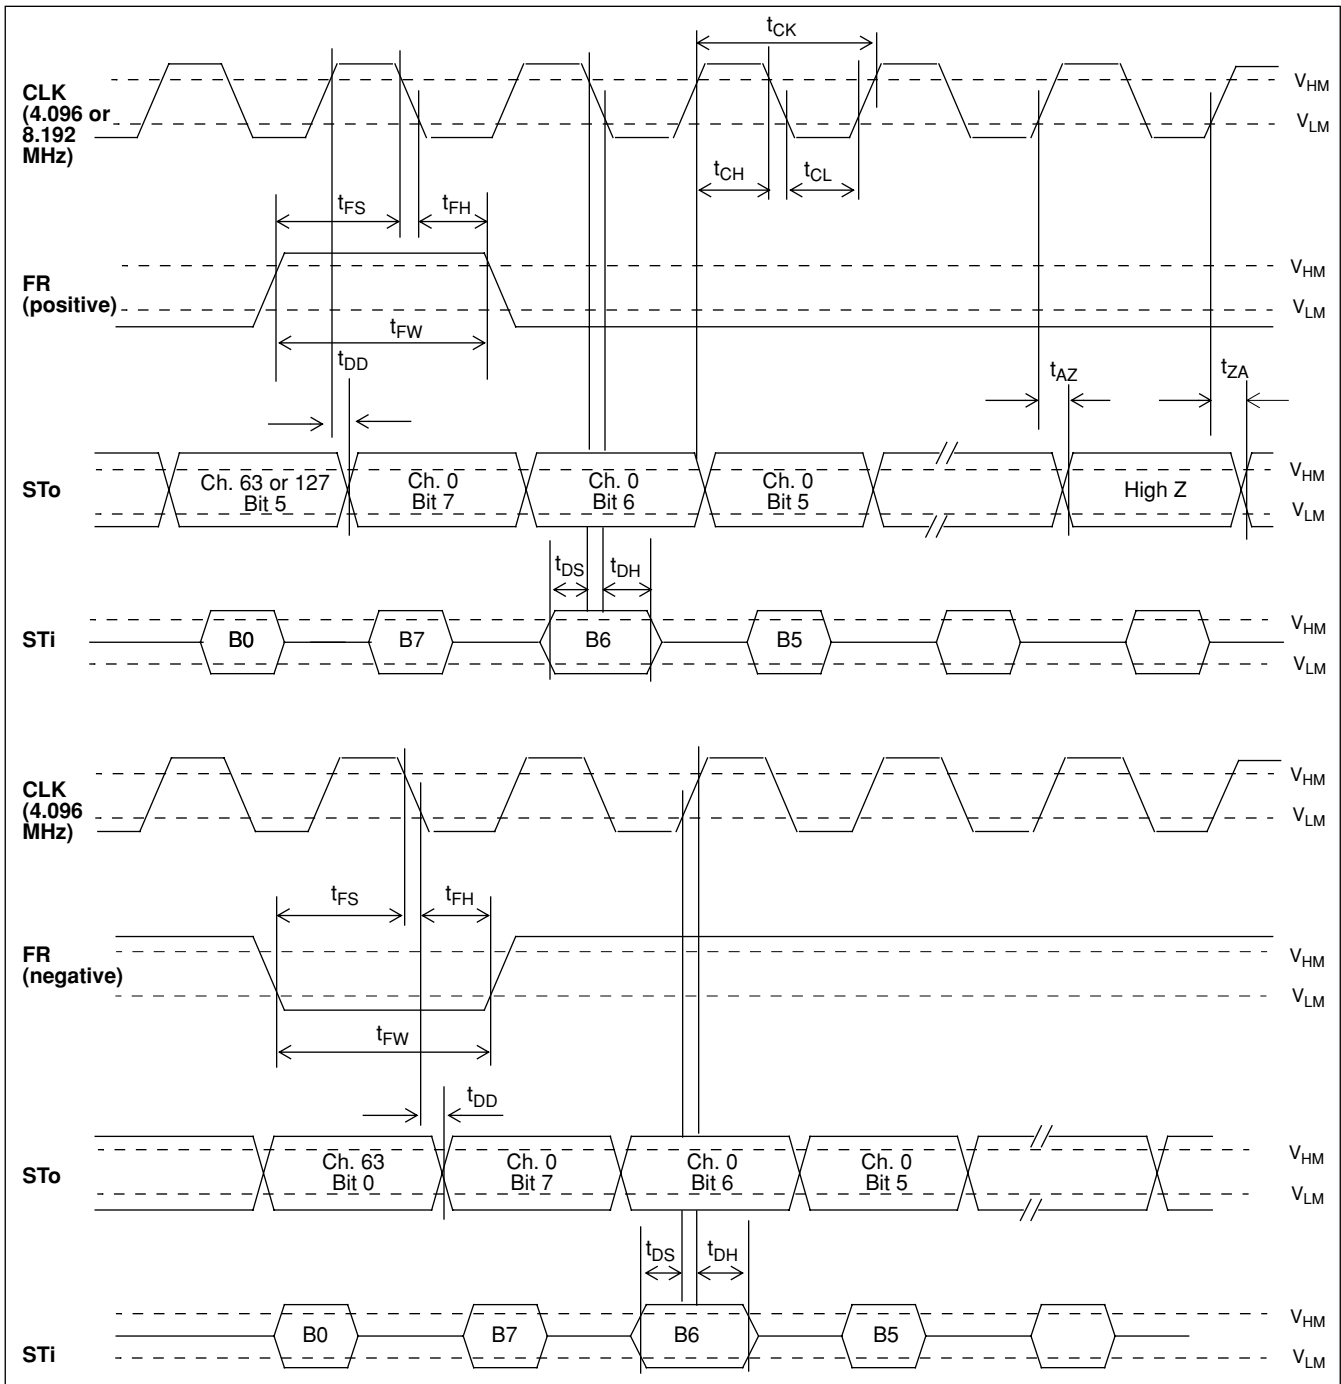 tCK
CLK
(4.096 or
8.192
MHz)
VHM
VLM
tCH
tCL
tFS
tFH
FR
(positive)
VHM
VLM
tFW
tDD
tAZ
tZA
STo
Ch. 63 or 127
Bit 5
Ch. 0
Bit 7
Ch. 0
Bit 6
Ch. 0
Bit 5
High Z
VHM
VLM
tDS
tDH
STi
B0
B7
B6
B5
VHM
VLM
CLK
(4.096
MHz)
VHM
VLM
tFS
tFH
FR
(negative)
VHM
VLM
tFW
tDD
STo
Ch. 63
Bit 0
Ch. 0
Bit 7
Ch. 0
Bit 6
Ch. 0
Bit 5
VHM
VLM
tDS
tDH
STi
B0
B7
B6
B5
VHM
VLM